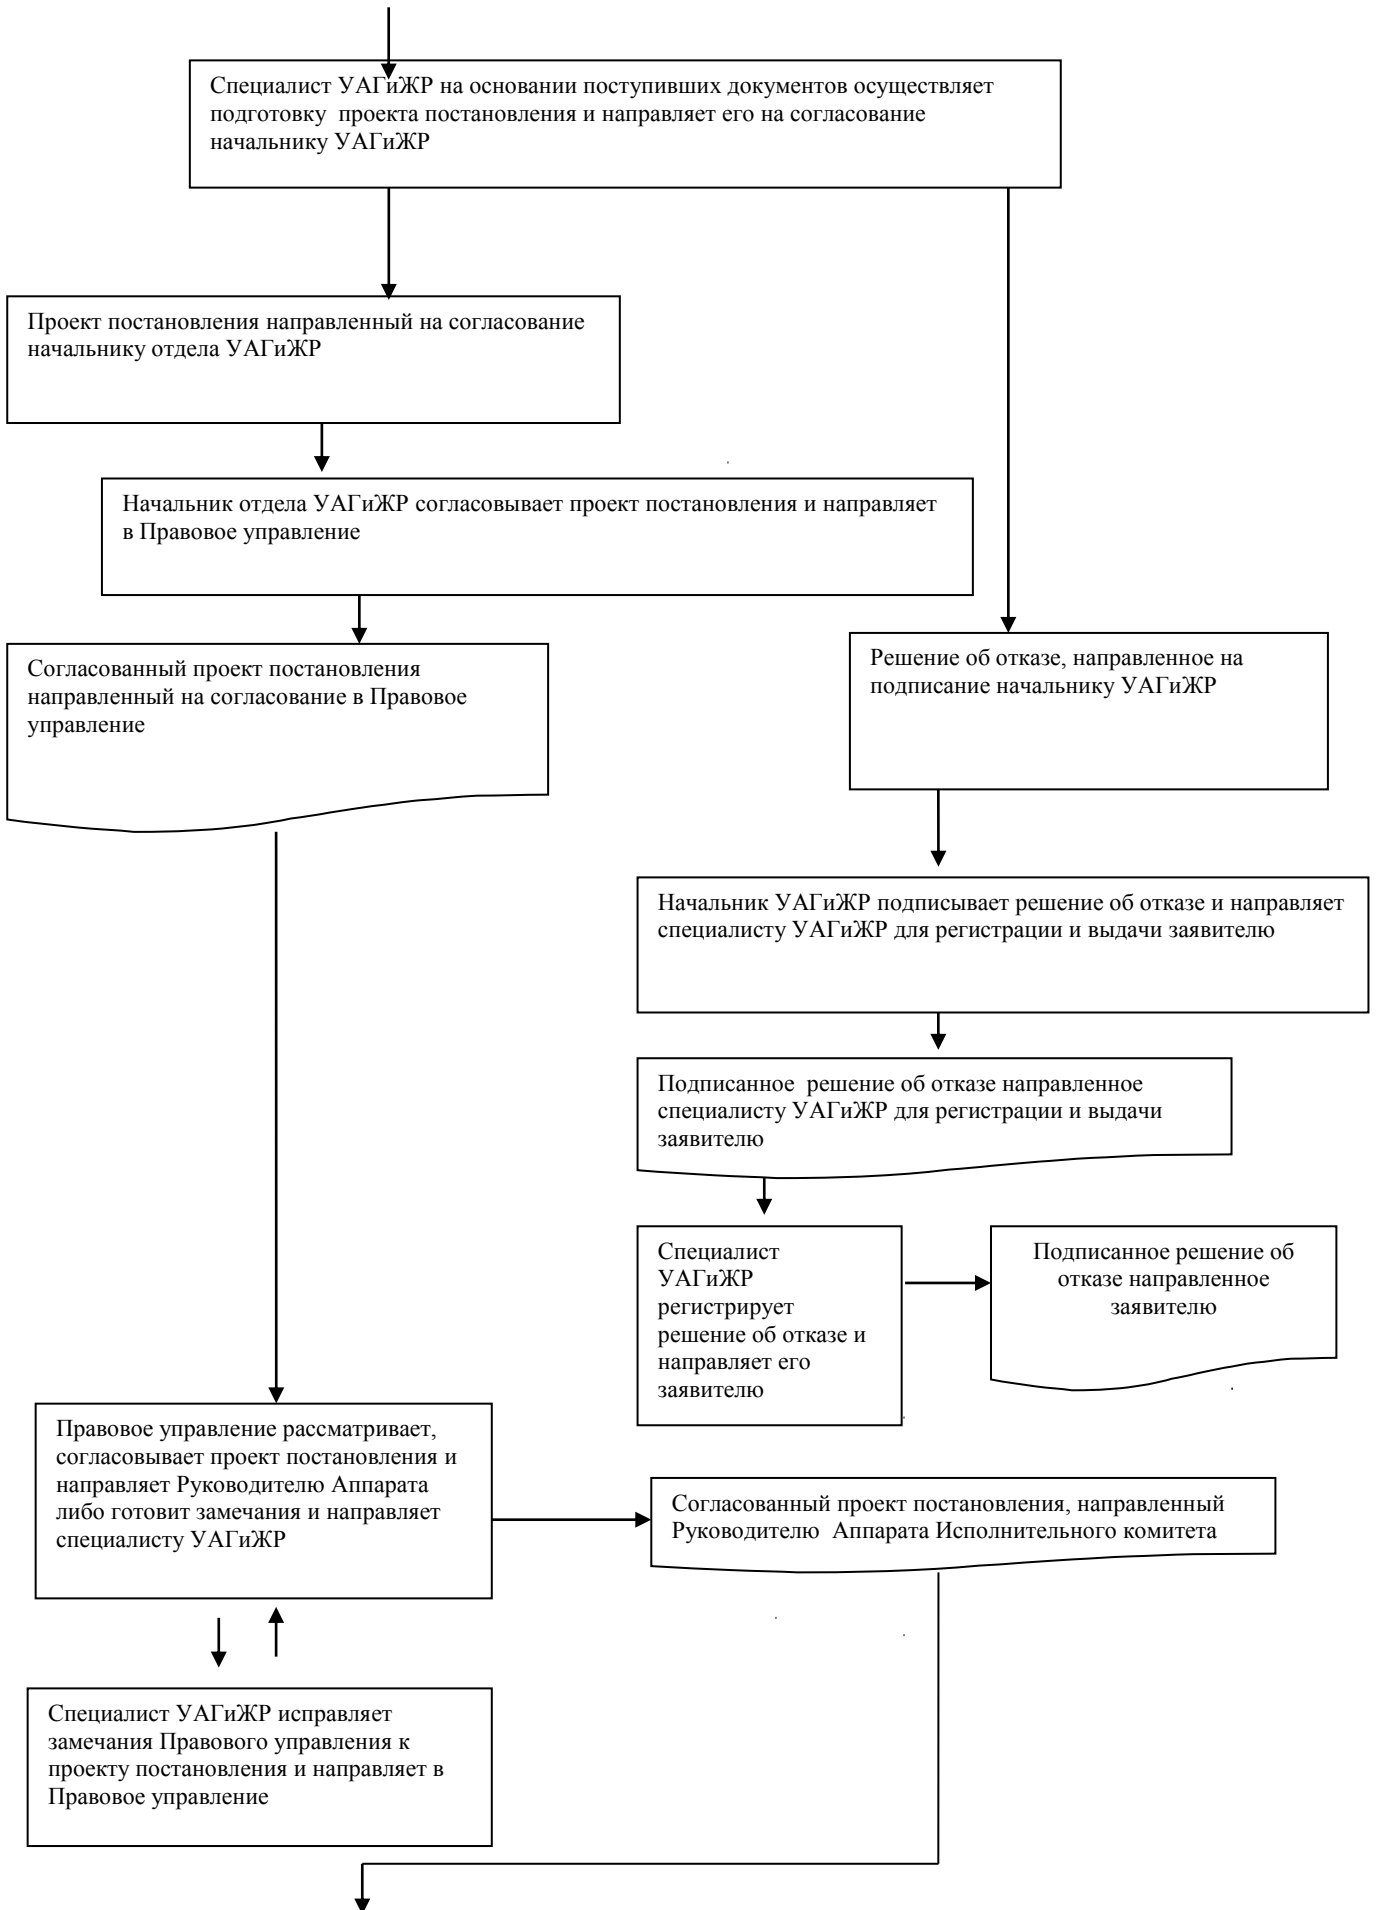 Специалист УАГиЖР на основании поступивших документов осуществляет
подготовку  проекта постановления и направляет его на согласование
начальнику УАГиЖР
Проект постановления направленный на согласование
начальнику отдела УАГиЖР
Начальник отдела УАГиЖР согласовывает проект постановления и направляет
в Правовое управление
Согласованный проект постановления
направленный на согласование в Правовое
управление
Решение об отказе, направленное на
подписание начальнику УАГиЖР
Начальник УАГиЖР подписывает решение об отказе и направляет
специалисту УАГиЖР для регистрации и выдачи заявителю
Подписанное  решение об отказе направленное
специалисту УАГиЖР для регистрации и выдачи
заявителю
Специалист
УАГиЖР
регистрирует
решение об отказе и
направляет его
заявителю
Подписанное решение об
отказе направленное
заявителю
Правовое управление рассматривает,
согласовывает проект постановления и
направляет Руководителю Аппарата
либо готовит замечания и направляет
специалисту УАГиЖР
Согласованный проект постановления, направленный
Руководителю  Аппарата Исполнительного комитета
Специалист УАГиЖР исправляет
замечания Правового управления к
проекту постановления и направляет в
Правовое управление